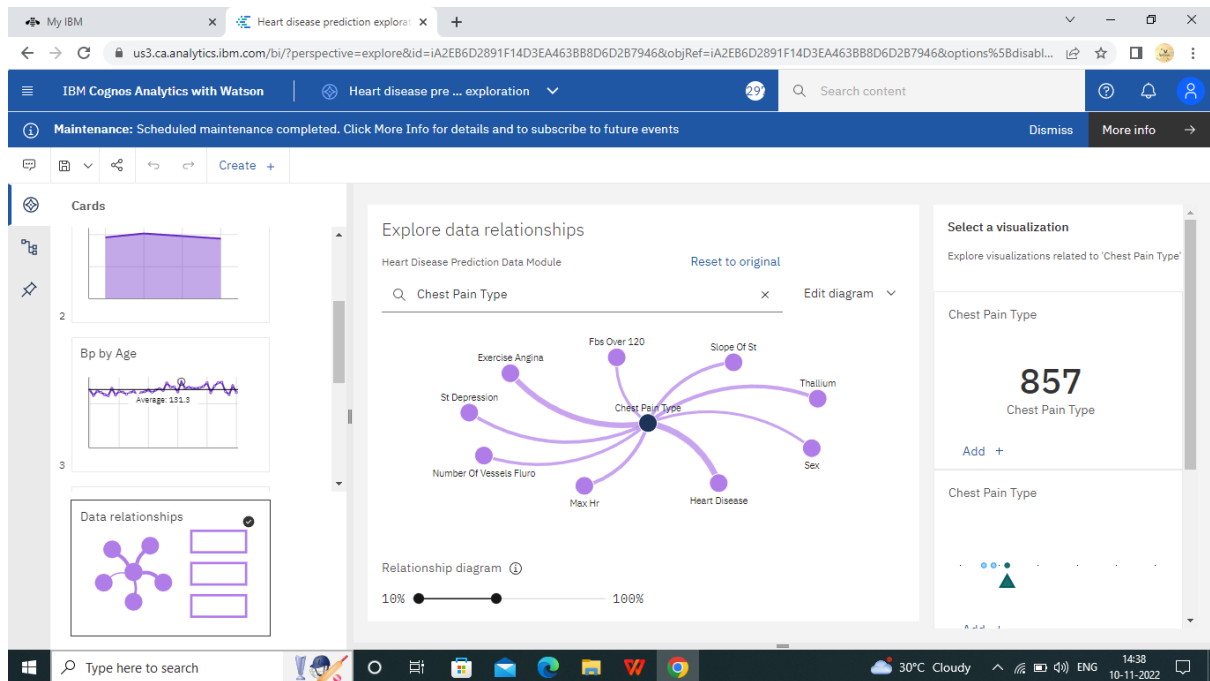 My IBM
Heart disease prediction explorat
us3.ca.analytics.ibm.com/bi/?perspective=explore&id=iA2EB6D2891F14D3EA463BB8D6D2B7946&objRef=iA2EB6D2891F14D3EA463BB8D6D2B7946&options%5Bdisabl...
IBM Cognos Analytics with Watson
Heart disease pre ... exploration
297
Search content
Maintenance: Scheduled maintenance completed. Click More Info for details and to subscribe to future events
Dismiss
More info
Create +
Cards
2
Bp by Age
Average: 131.3
3
Data relationships
Explore data relationships
Heart Disease Prediction Data Module
Reset to original
Chest Pain Type
Edit diagram
Fbs Over 120
Slope Of St
Exercise Angina
Thallium
St Depression
Chest Pain Type
Number Of Vessels Fluro
Sex
Max Hr
Heart Disease
Relationship diagram
10%
100%
Select a visualization
Explore visualizations related to 'Chest Pain Type'
Chest Pain Type
857
Chest Pain Type
Add +
Chest Pain Type
Add +
Type here to search
30°C Cloudy
ENG
14:38
10-11-2022